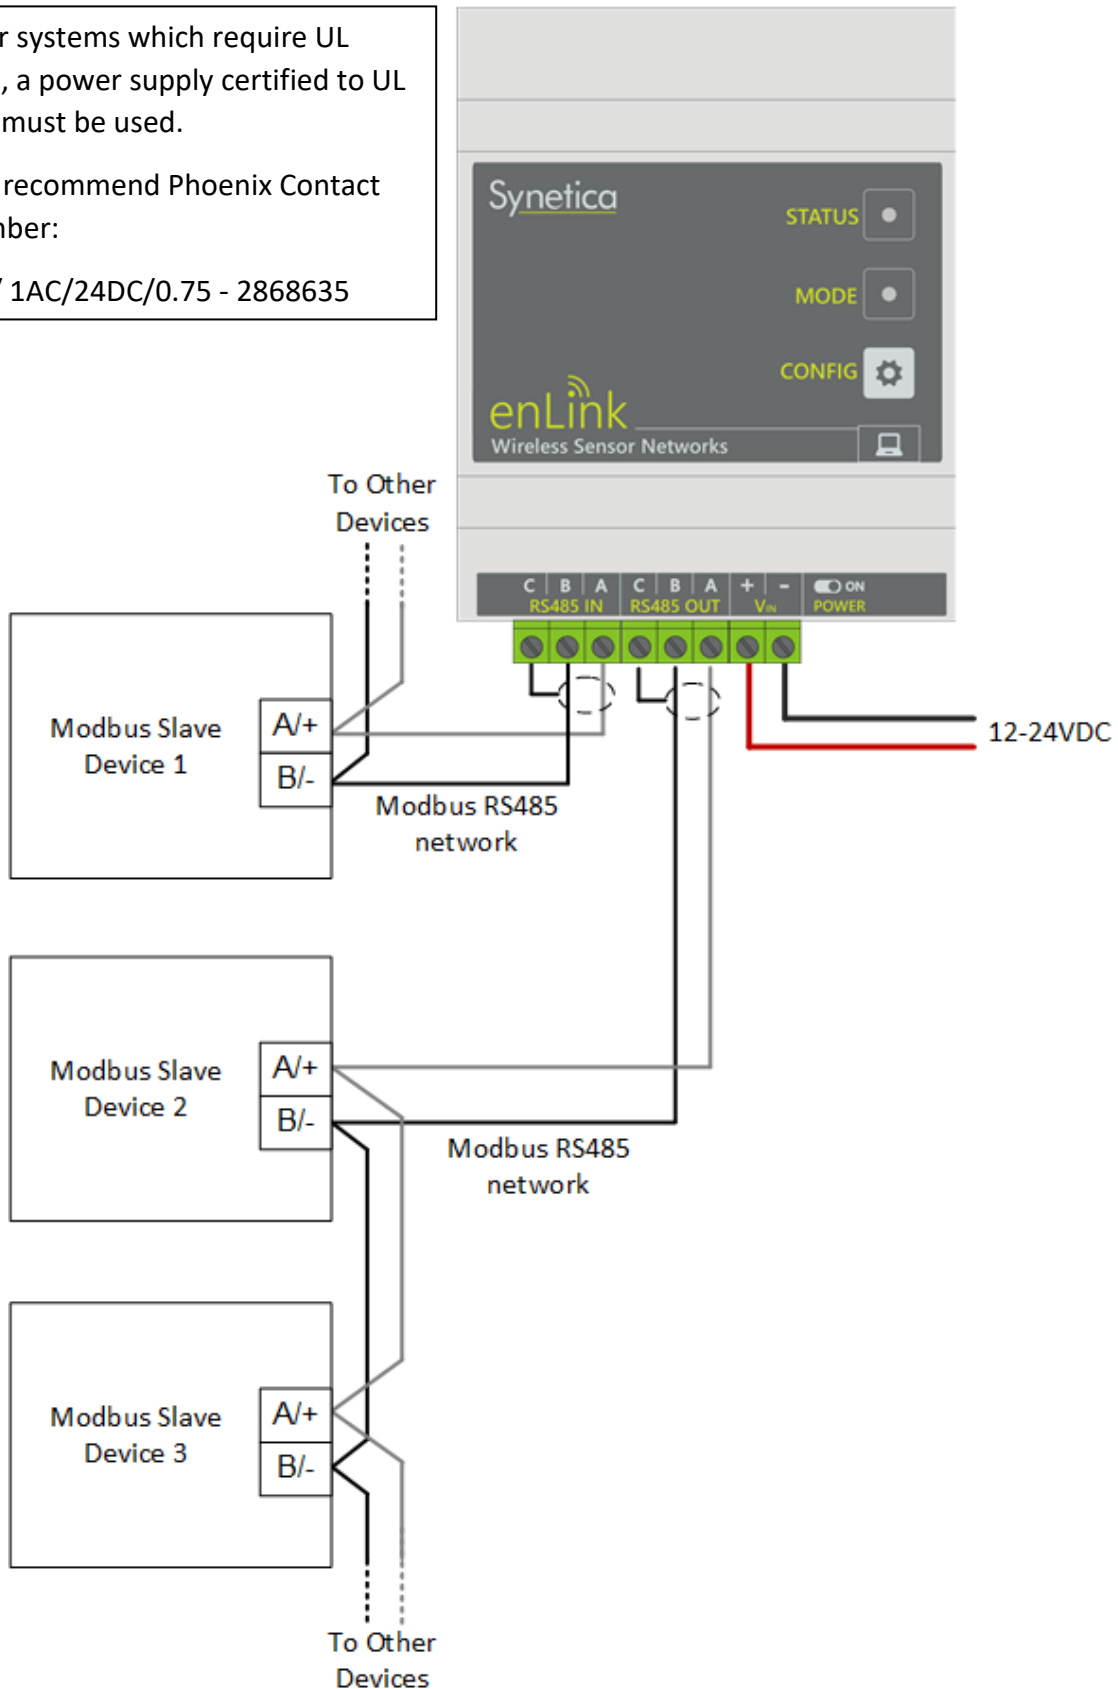 r systems which require UL
, a power supply certified to UL
must be used.
recommend Phoenix Contact
nber:
/ 1AC/24DC/0.75 - 2868635
Synetica
STATUS
MODE
CONFIG
enLink
Wireless Sensor Networks
To Other
Devices
C B A C B A + - ON
RS485 IN RS485 OUT VIN POWER
Modbus Slave
Device 1
A/+
B/-
12-24VDC
Modbus RS485
network
Modbus Slave
Device 2
A/+
B/-
Modbus RS485
network
Modbus Slave
Device 3
A/+
B/-
To Other
Devices